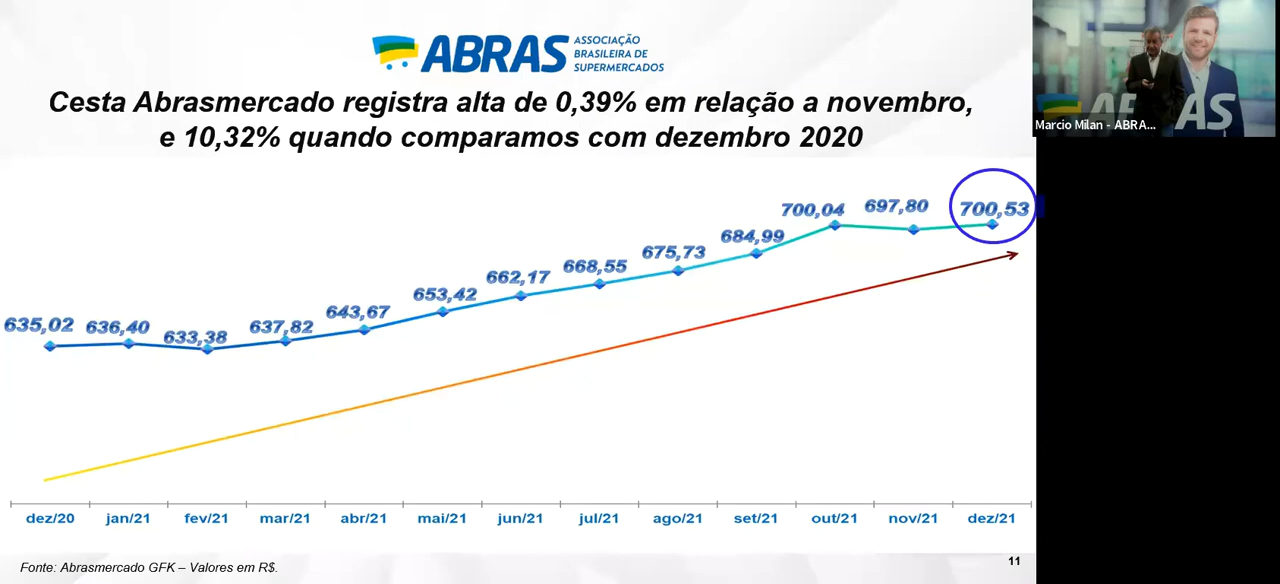 ABRAS
ASSOCIAÇÃO
BRASILEIRA DE
SUPERMERCADOS
Cesta Abrasmercado registra alta de 0,39% em relação a novembro,
e 10,32% quando comparamos com dezembro 2020
635,02 636,40 633,38 637,82 643,67 653,42 662,17 668,55 675,73 684,99 700,04 697,80 700,53
dez/20 jan/21 fev/21 mar/21 abr/21 mai/21 jun/21 jul/21 ago/21 set/21 out/21 nov/21 dez/21
Fonte: Abrasmercado GFK – Valores em R$.
11
Marcio Milan - ABRA...